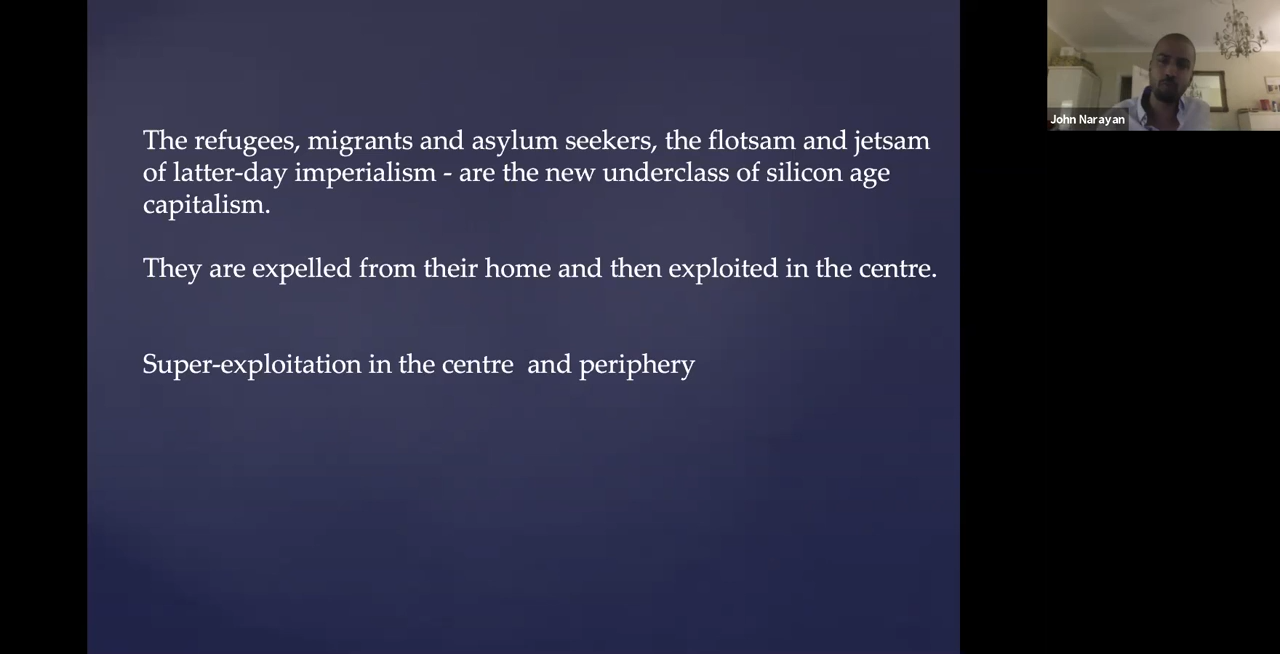 The refugees, migrants and asylum seekers, the flotsam and jetsam
of latter-day imperialism - are the new underclass of silicon age
capitalism.
They are expelled from their home and then exploited in the centre.
Super-exploitation in the centre  and periphery
John Narayan